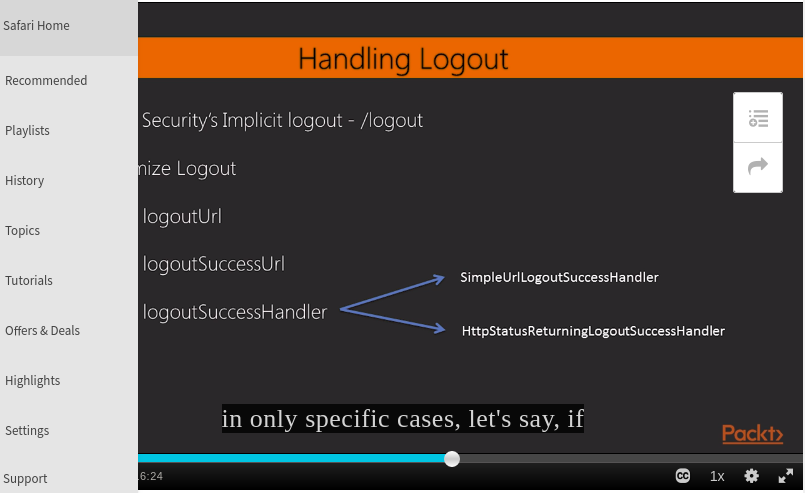 Safari Home
Recommended
Playlists
History
Topics
Tutorials
Offers & Deals
Highlights
Settings
Support
Handling Logout
Security's Implicit logout - /logout
mize Logout
logoutUrl
logoutSuccessUrl
logoutSuccessHandler
SimpleUrlLogoutSuccessHandler
HttpStatusReturningLogoutSuccessHandler
in only specific cases, let's say, if
Packt>
6:24
CC 1x